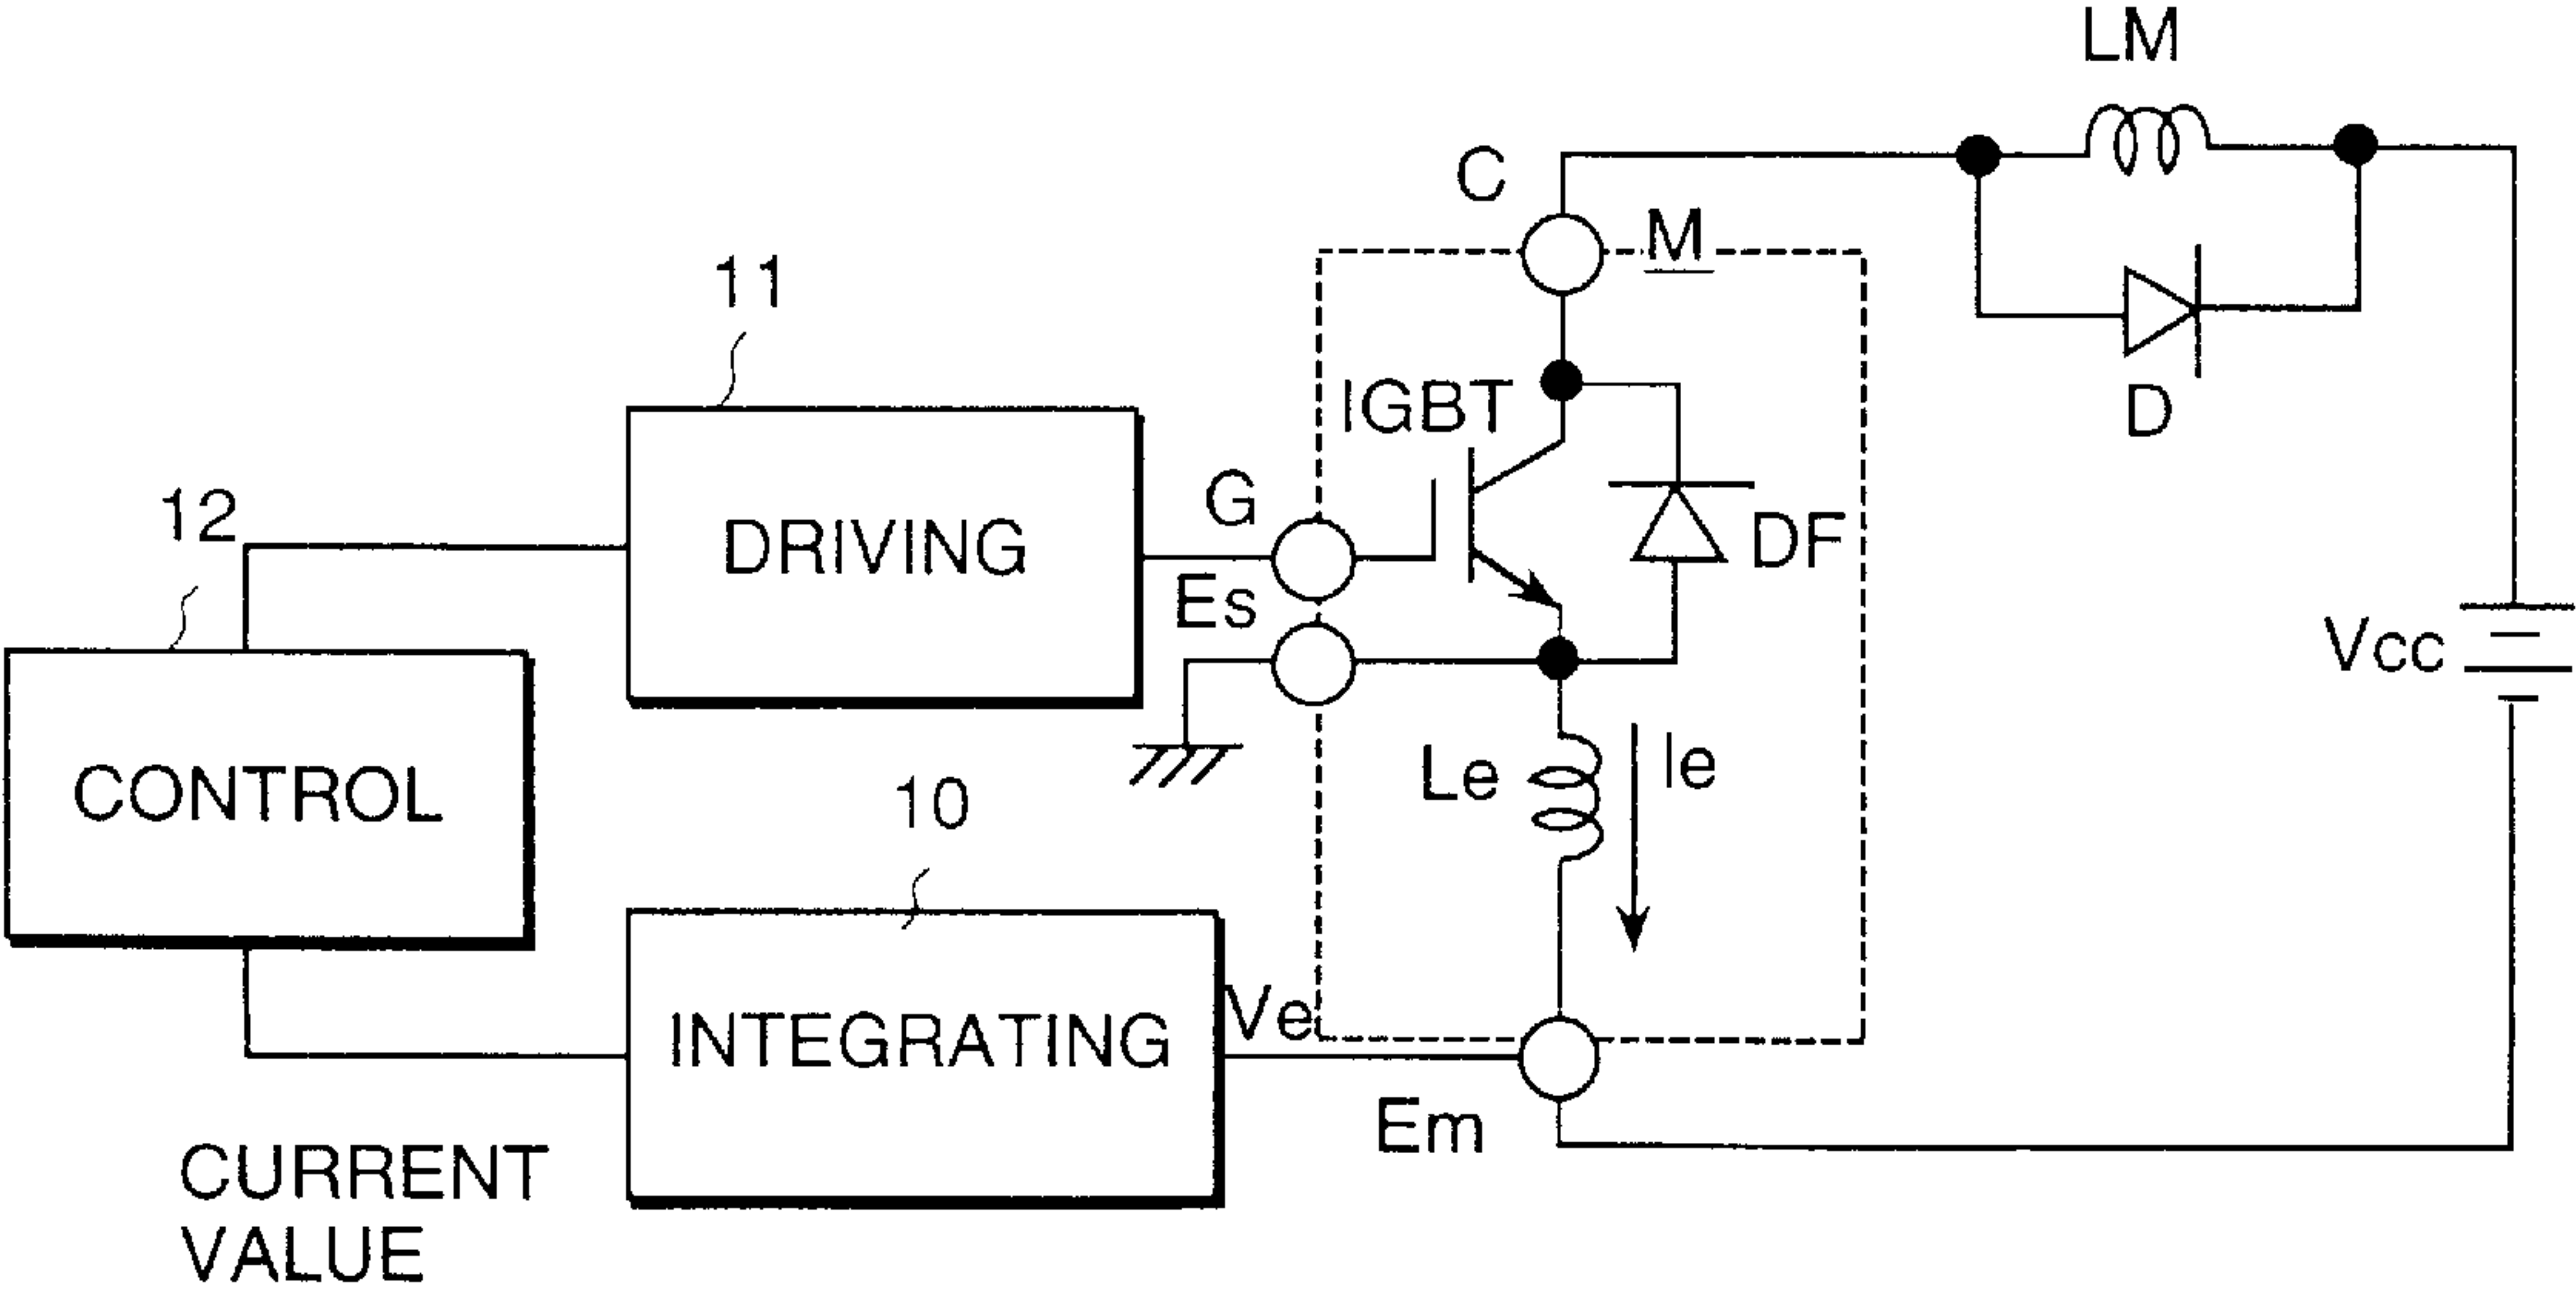 LM
C
M
11
IGBT
D
12
G
DRIVING
DF
Es
Vcc
CONTROL
Le
Ie
10
Ve
INTEGRATING
Em
CURRENT
VALUE